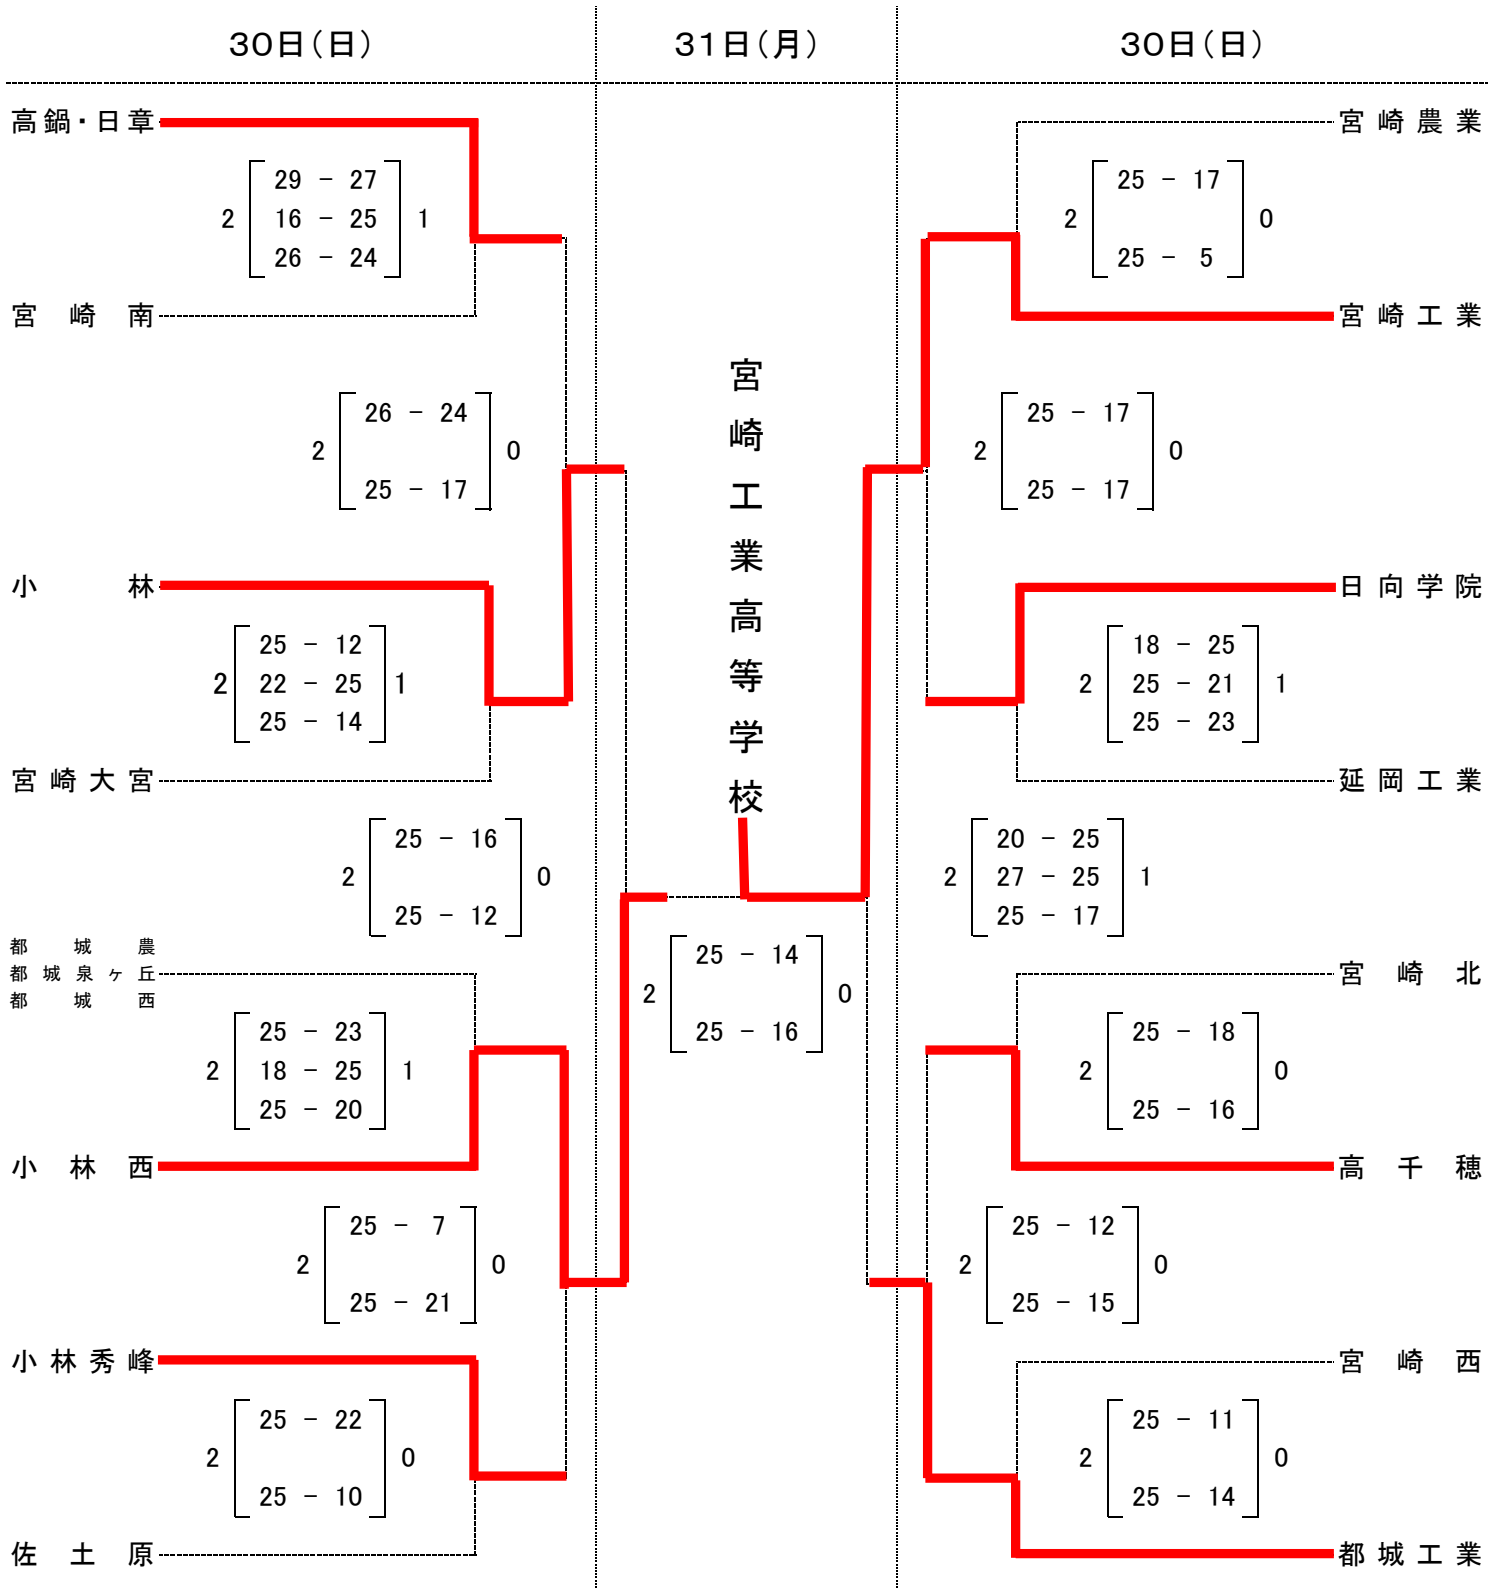 30日(日)
31日(月)
30日(日)
高鍋・日章
29 - 27
2 16 - 25 1
26 - 24
宮崎南
26 - 24
2 0
25 - 17
小林
25 - 12
2 22 - 25 1
25 - 14
宮崎大宮
25 - 16
2 0
25 - 12
都城農
都城泉ヶ丘
都城西
25 - 23
2 18 - 25 1
25 - 20
小林西
25 - 7
2 0
25 - 21
小林秀峰
25 - 22
2 0
25 - 10
佐土原
宮崎工業高等学校
25 - 14
2 0
25 - 16
宮崎農業
25 - 17
2 0
25 - 5
宮崎工業
25 - 17
2 0
25 - 17
日向学院
18 - 25
2 25 - 21 1
25 - 23
延岡工業
20 - 25
2 27 - 25 1
25 - 17
宮崎北
25 - 18
2 0
25 - 16
高千穂
25 - 12
2 0
25 - 15
宮崎西
25 - 11
2 0
25 - 14
都城工業